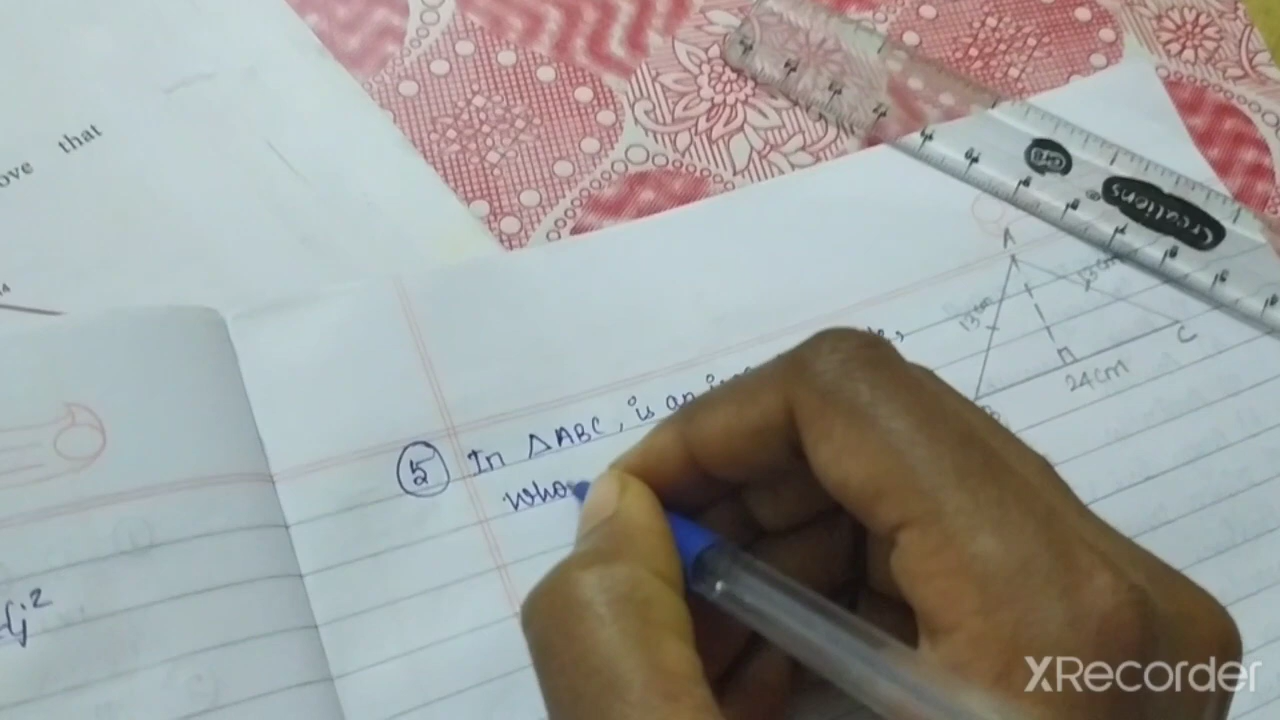 ove that
5 In △ABC, is an
who
A
13cm
13cm
C
24cm
B
Creations
XRecorder